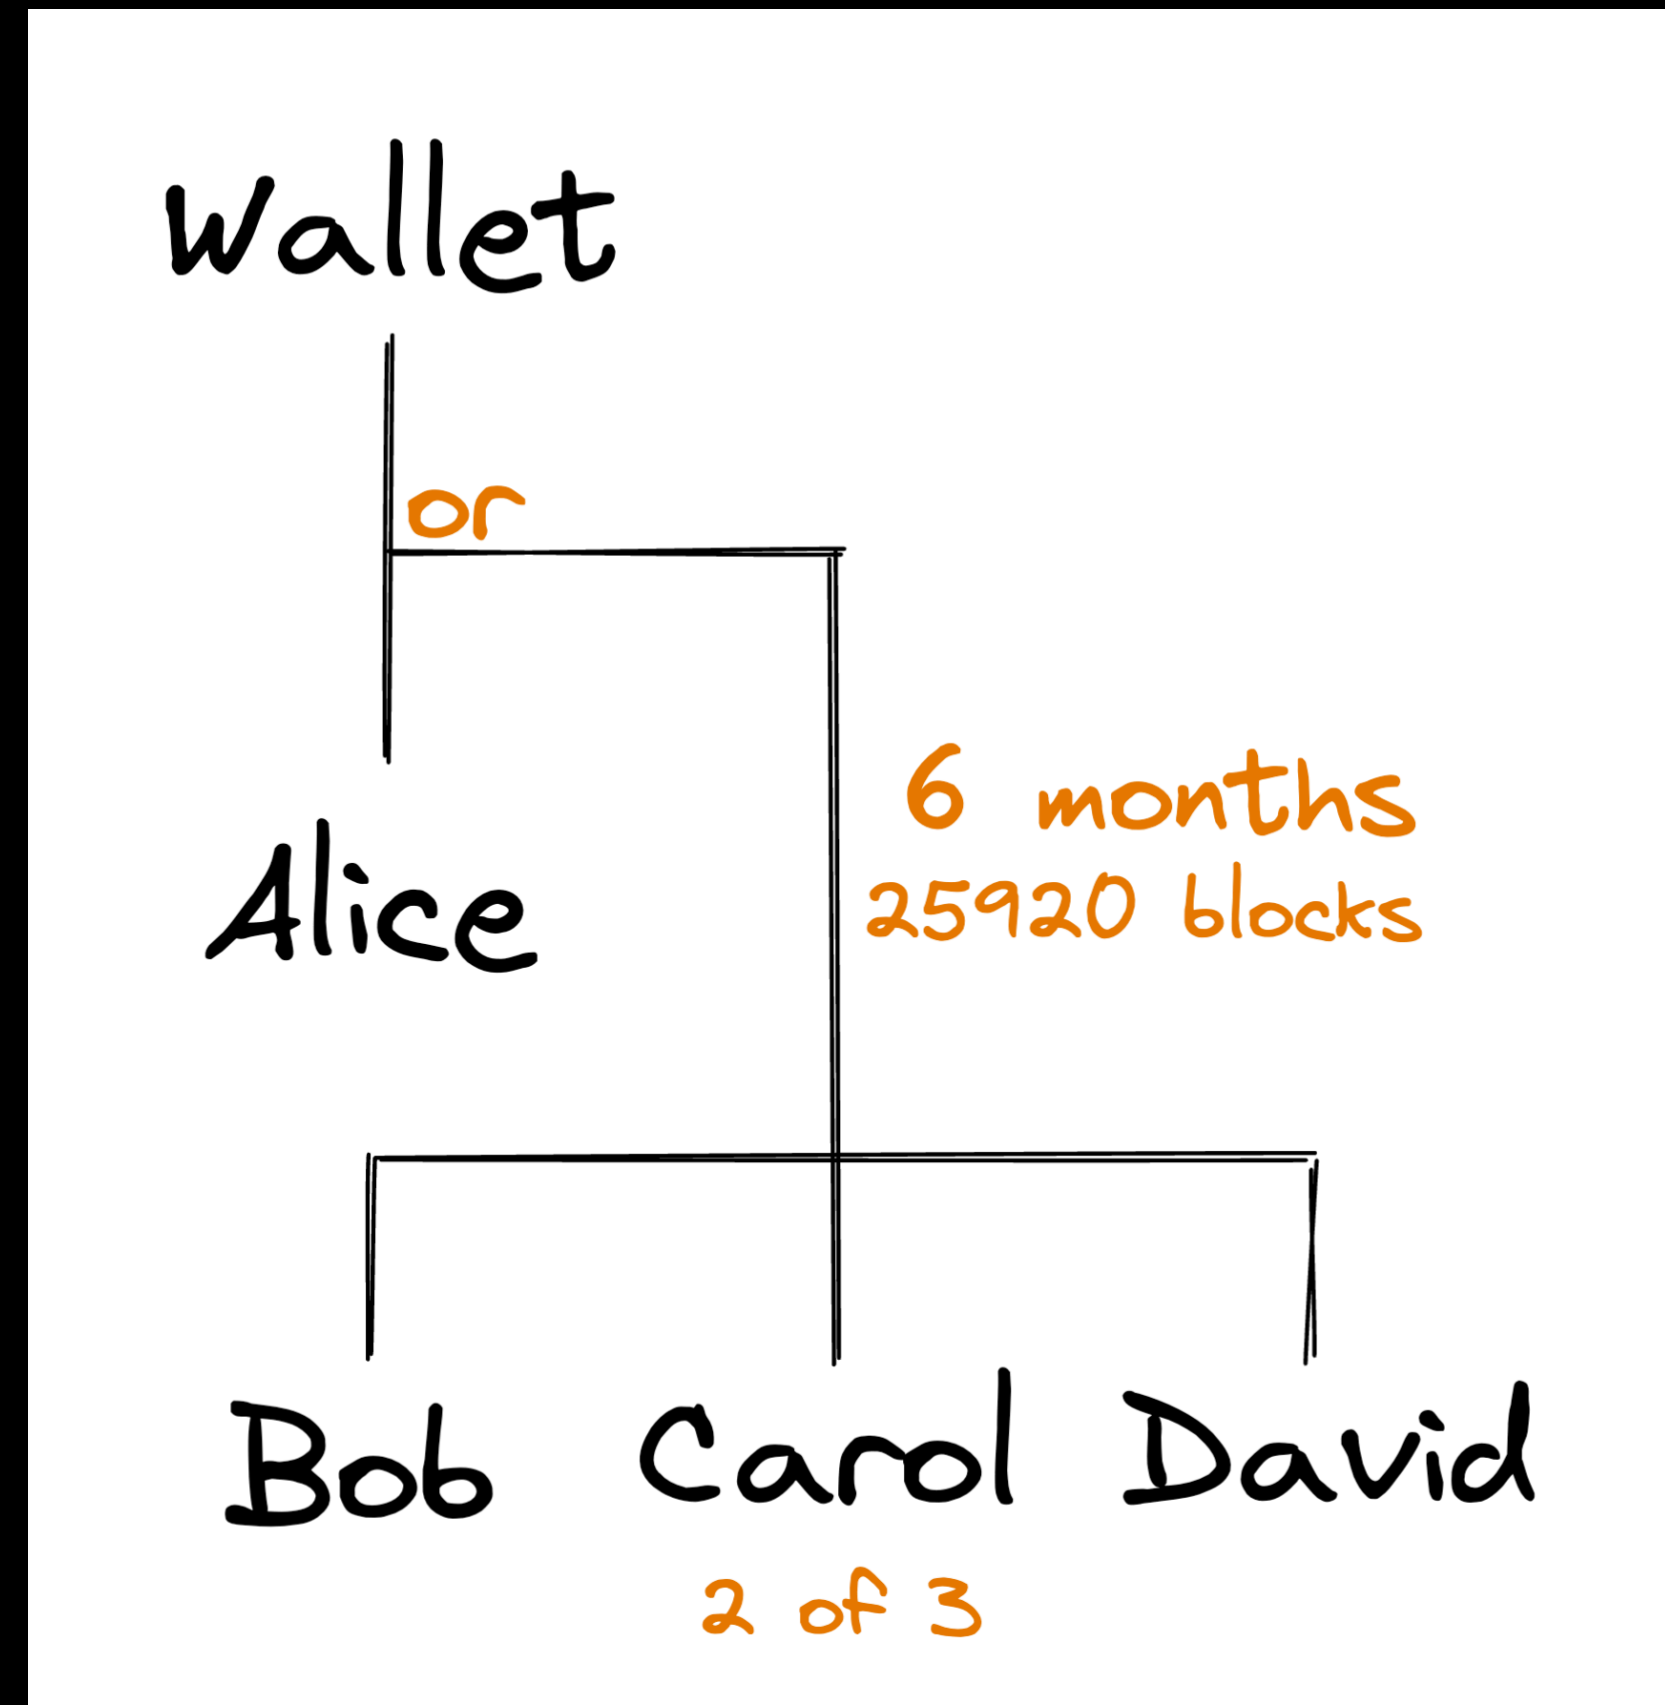 Wallet
or
6 months
25920 blocks
Alice
Bob Carol David
2 of 3